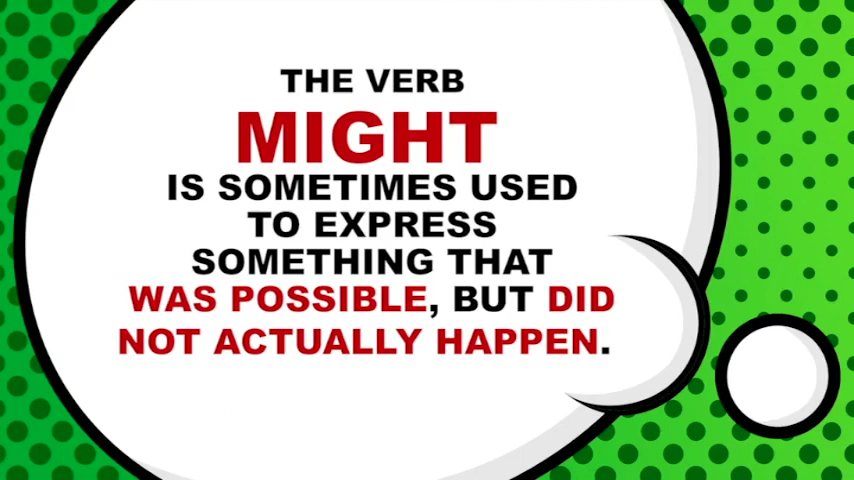 THE VERB
MIGHT
IS SOMETIMES USED
TO EXPRESS
SOMETHING THAT
WAS POSSIBLE, BUT DID
NOT ACTUALLY HAPPEN.